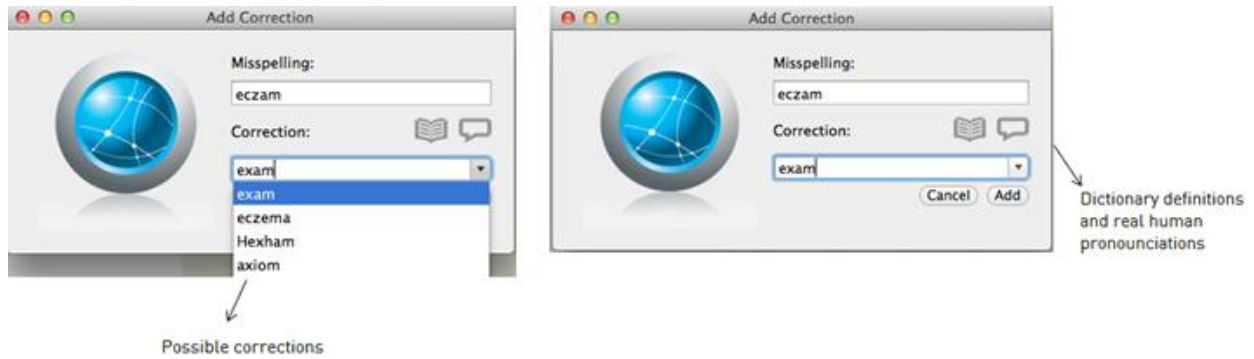 Add Correction
Misspelling:
eczam
Correction:
exam
exam
eczema
Hexham
axiom
Possible corrections
Add Correction
Misspelling:
eczam
Correction:
exam
Cancel Add
Dictionary definitions
and real human
pronounciations